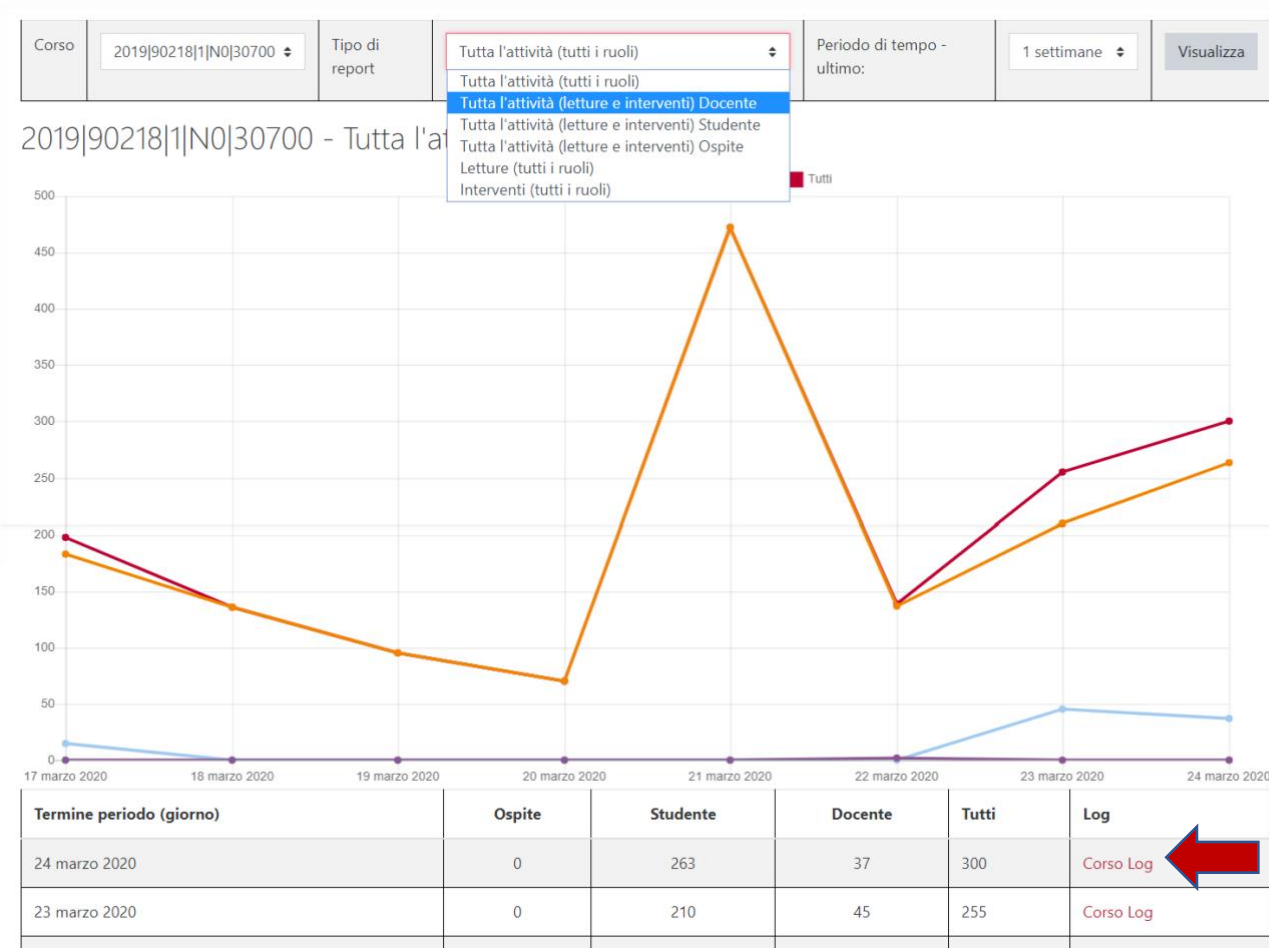 Corso
2019|90218|1|N0|30700
Tipo di
report
Tutta l'attività (tutti i ruoli)
Periodo di tempo -
ultimo:
1 settimane
Visualizza
Tutta l'attività (tutti i ruoli)
Tutta l'attività (letture e interventi) Docente
Tutta l'attività (letture e interventi) Studente
Tutta l'attività (letture e interventi) Ospite
Letture (tutti i ruoli)
Interventi (tutti i ruoli)
2019|90218|1|N0|30700 - Tutta l'at
Tutti
500
450
400
350
300
250
200
150
100
50
0
17 marzo 2020 18 marzo 2020 19 marzo 2020 20 marzo 2020 21 marzo 2020 22 marzo 2020 23 marzo 2020 24 marzo 2020
Termine periodo (giorno) Ospite Studente Docente Tutti Log
24 marzo 2020 0 263 37 300 Corso Log
23 marzo 2020 0 210 45 255 Corso Log